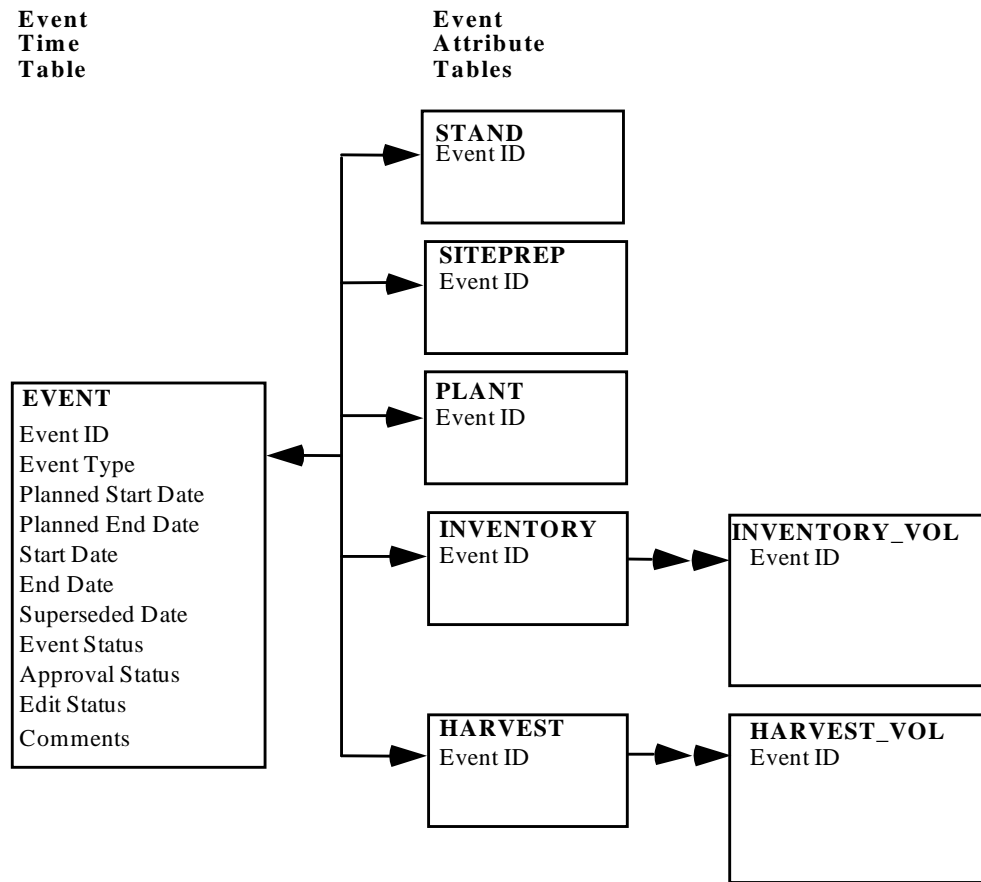 Event
Time
Table
Event
Attribute
Tables
STAND
Event ID
SITEPREP
Event ID
EVENT
Event ID
Event Type
Planned Start Date
Planned End Date
Start Date
End Date
Superseded Date
Event Status
Approval Status
Edit Status
Comments
PLANT
Event ID
INVENTORY
Event ID
INVENTORY_VOL
Event ID
HARVEST
Event ID
HARVEST_VOL
Event ID